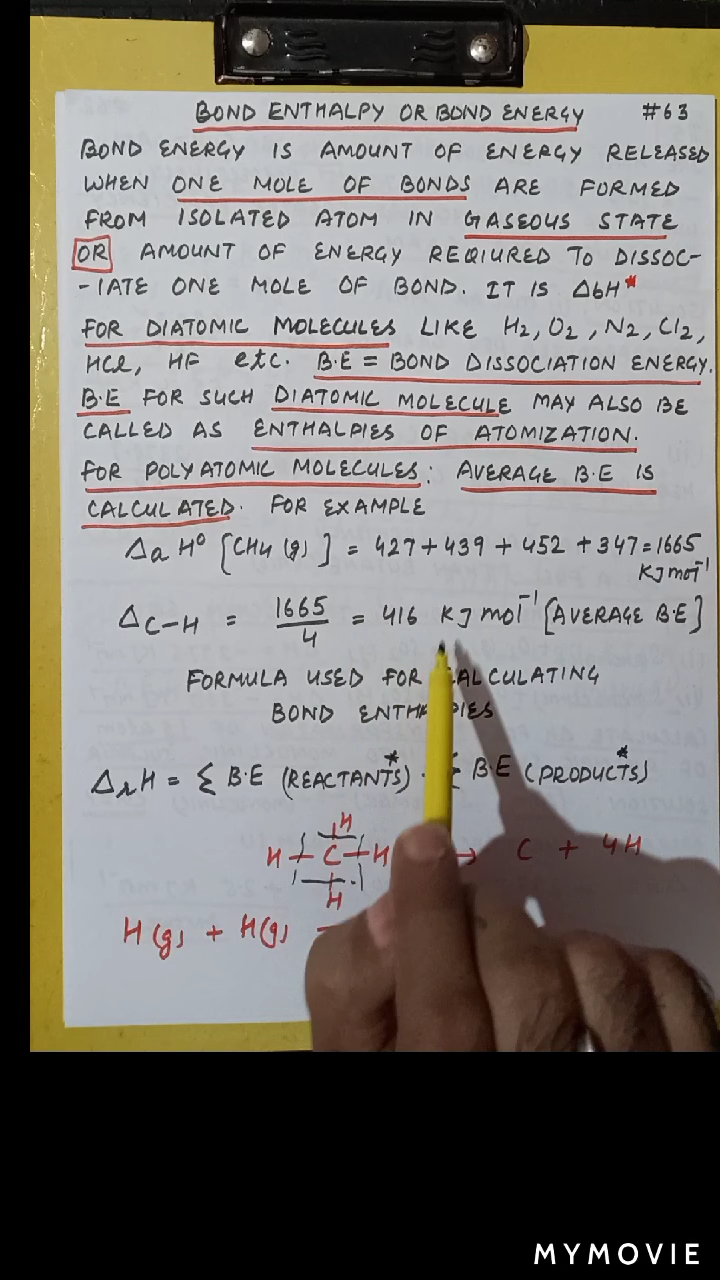 BOND ENTHALPY OR BOND ENERGY #63
BOND ENERGY IS AMOUNT OF ENERGY RELEASED
WHEN ONE MOLE OF BONDS ARE FORMED
FROM ISOLATED ATOM IN GASEOUS STATE
OR AMOUNT OF ENERGY REQIURED TO DISSOC-
-IATE ONE MOLE OF BOND. IT IS ΔbH*
FOR DIATOMIC MOLECULES LIKE H2, O2, N2, Cl2,
HCl, HF etc. B.E = BOND DISSOCIATION ENERGY.
B.E FOR SUCH DIATOMIC MOLECULE MAY ALSO BE
CALLED AS ENTHALPIES OF ATOMIZATION.
FOR POLYATOMIC MOLECULES: AVERAGE B.E IS
CALCULATED. FOR EXAMPLE
Δa H° [CH4 (g)] = 427 + 439 + 452 + 347 = 1665
KJ mol⁻¹
ΔC-H = 1665/4 = 416 KJ mol⁻¹ [AVERAGE B.E]
FORMULA USED FOR CALCULATING
BOND ENTHALPIES
ΔrH = Σ B.E (REACTANTS*) - Σ B.E (PRODUCTS*)
H
H - C - H → C + 4H
H
H(g) + H(g)
MYMOVIE